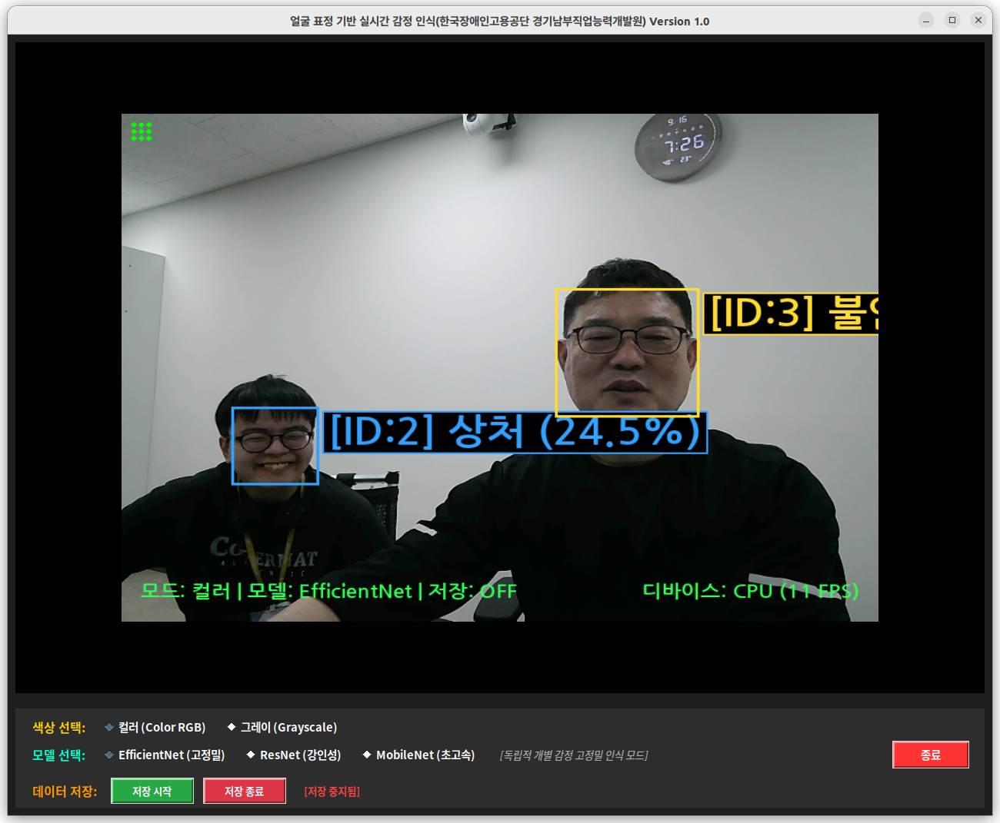 얼굴 표정 기반 실시간 감정 인식(한국장애인고용공단 경기남부직업능력개발원) Version 1.0
9. 16
7:26
23°
[ID:3] 불
[ID:2] 상처 (24.5%)
모드: 컬러 | 모델: EfficientNet | 저장: OFF
디바이스: CPU (11 FPS)
색상 선택:
컬러 (Color RGB)
그레이 (Grayscale)
모델 선택:
EfficientNet (고정밀)
ResNet (강인성)
MobileNet (초고속)
[독립적 개별 감정 고정밀 인식 모드]
종료
데이터 저장:
저장 시작
저장 종료
[저장 중지됨]